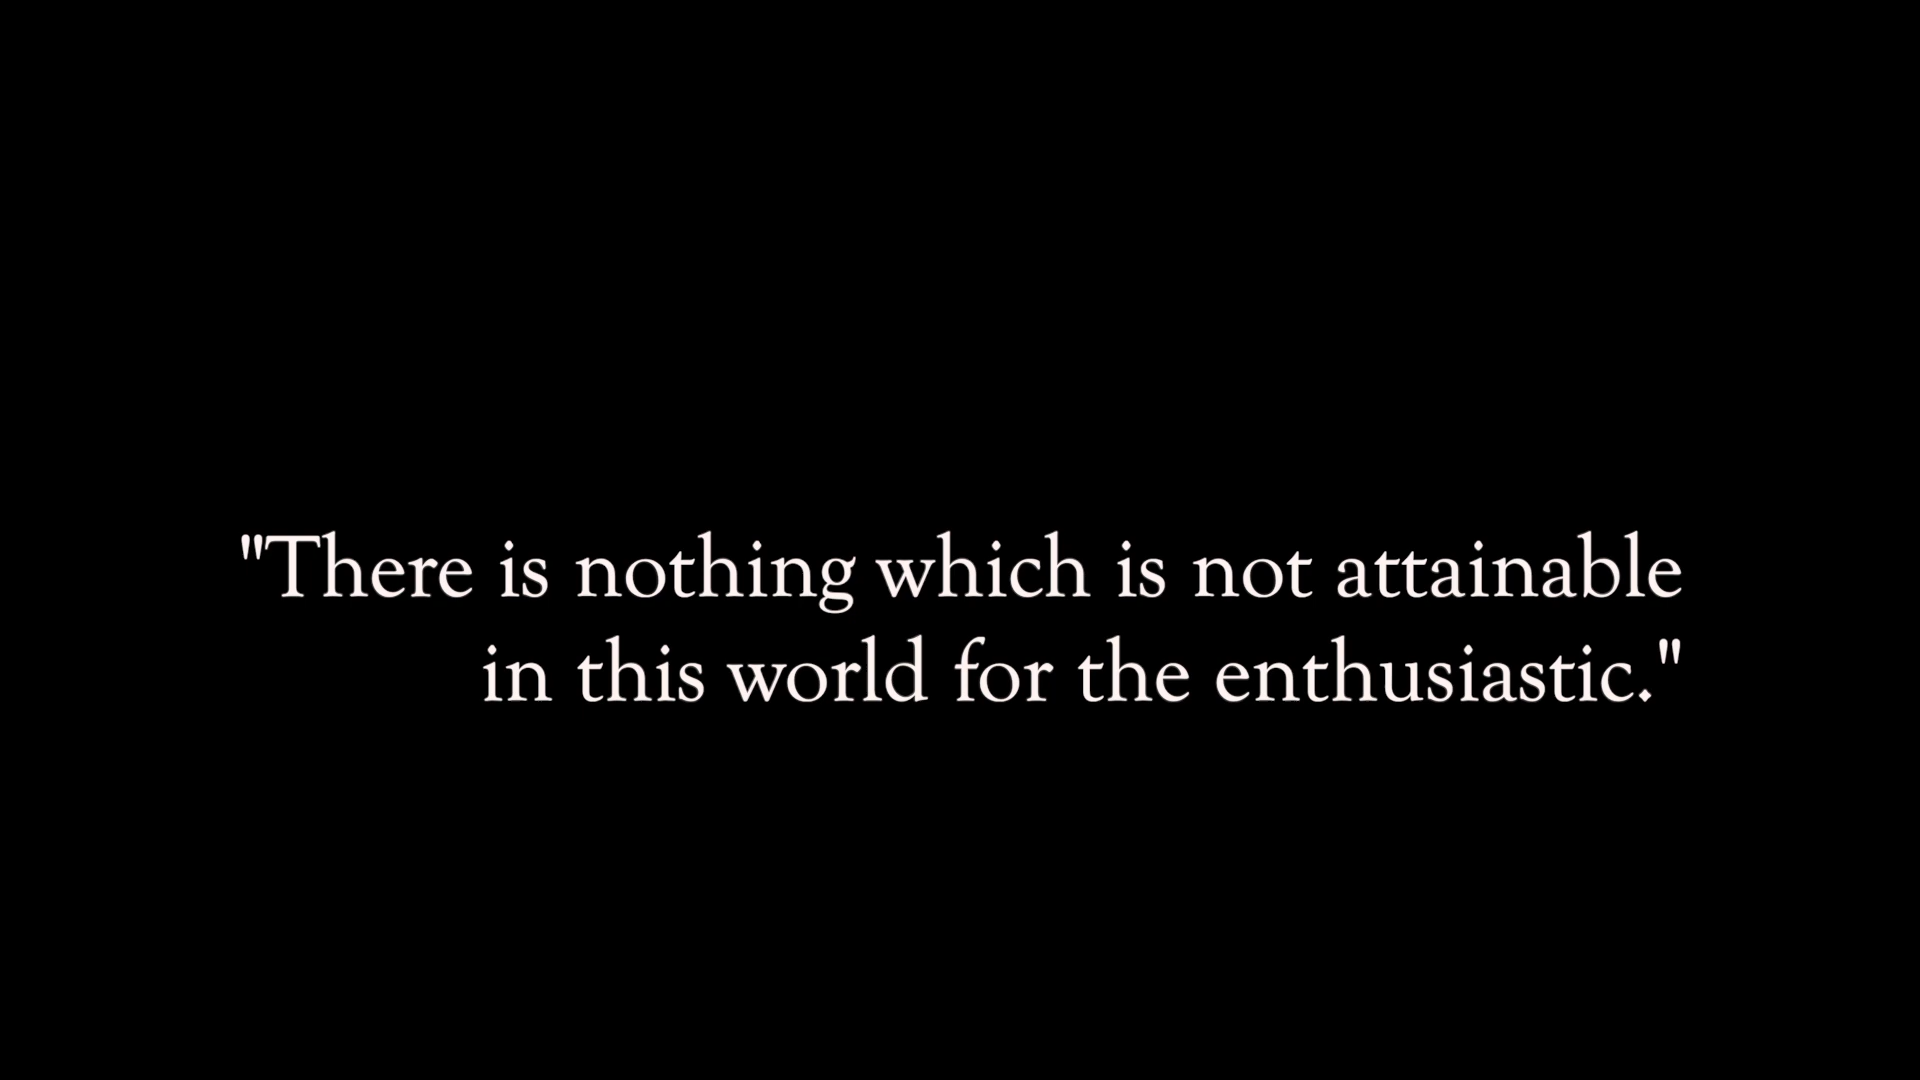 "There is nothing which is not attainable
in this world for the enthusiastic."